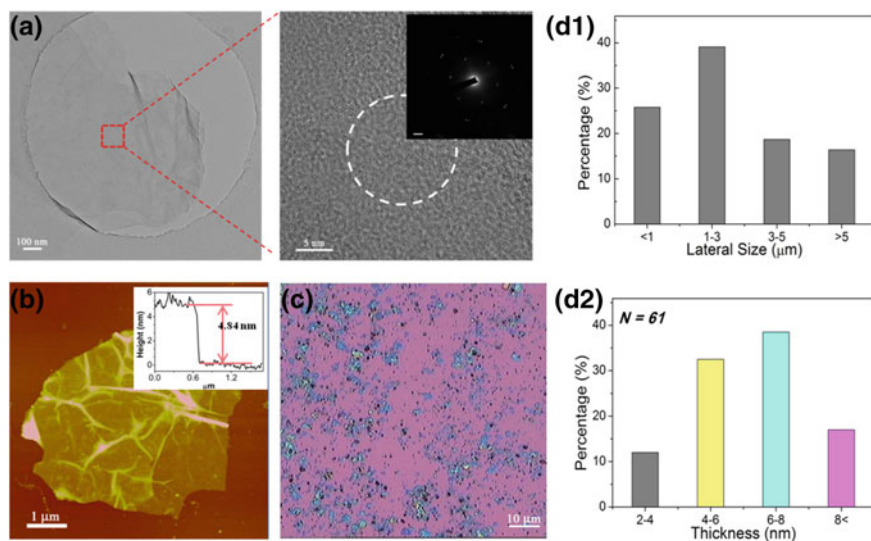 (a)
100 nm
5 nm
(b)
Height (nm)
6
4
2
0
4.84 nm
0.0 0.6 1.2
μm
1 μm
(c)
10 μm
(d1)
Percentage (%)
40
30
20
10
0
<1 1-3 3-5 >5
Lateral Size (μm)
(d2)
N = 61
Percentage (%)
40
30
20
10
0
2-4 4-6 6-8 8<
Thickness (nm)